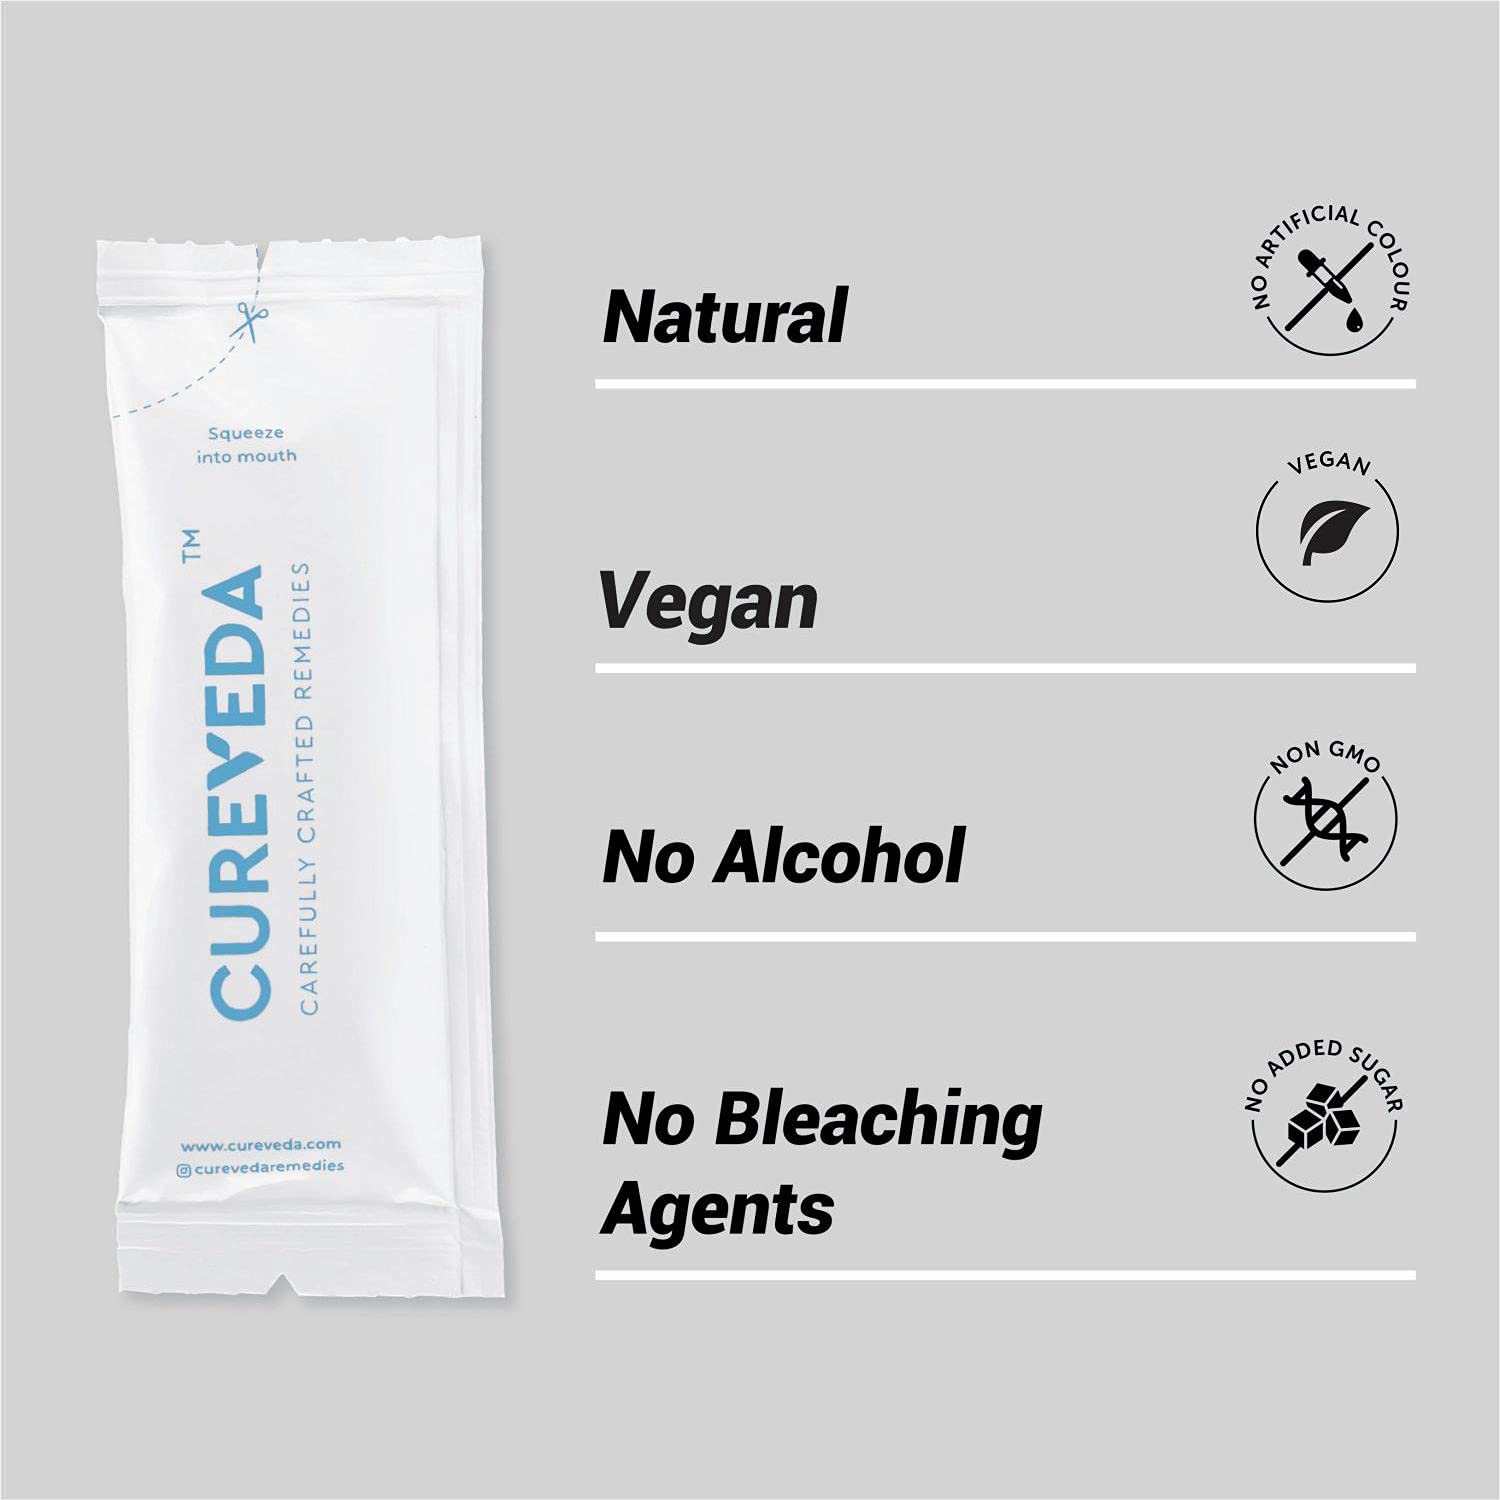 Squeeze
into mouth
CUREVEDA™
CAREFULLY CRAFTED REMEDIES
www.cureveda.com
curevedaremedies
Natural
NO ARTIFICIAL COLOUR
Vegan
VEGAN
No Alcohol
NON GMO
No Bleaching
Agents
NO ADDED SUGAR